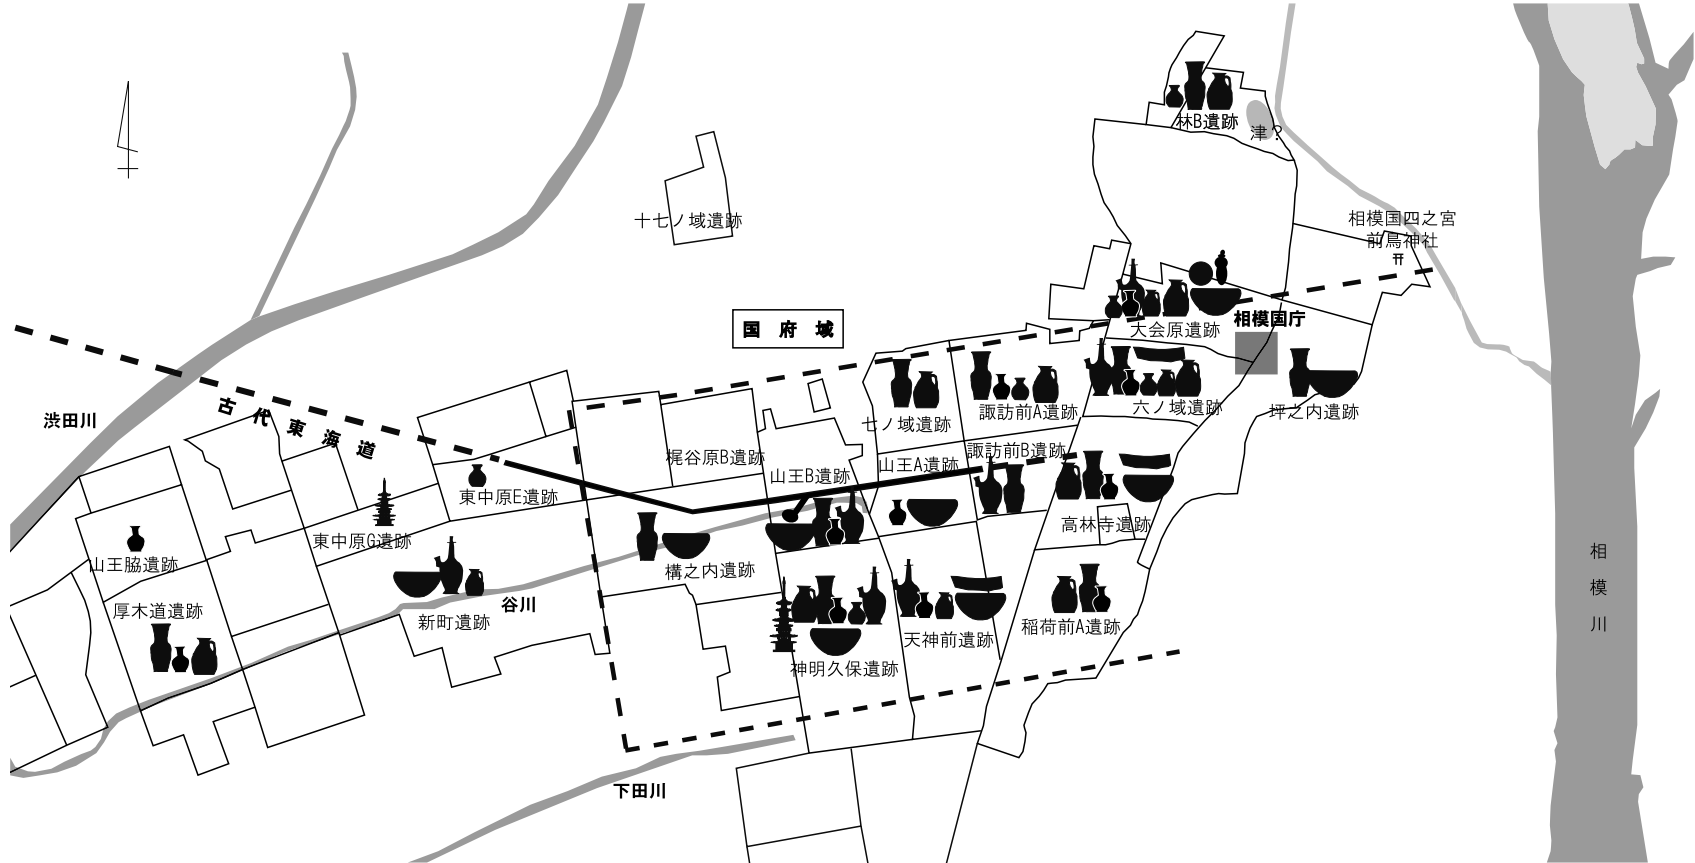 林B遺跡
津?
十七ノ域遺跡
相模国四之宮
前鳥神社
国府域
大会原遺跡
相模国庁
渋田川
古代東海道
七ノ域遺跡
諏訪前A遺跡
六ノ域遺跡
坪之内遺跡
梶谷原B遺跡
山王B遺跡
山王A遺跡
諏訪前B遺跡
東中原E遺跡
高林寺遺跡
東中原G遺跡
山王脇遺跡
構之内遺跡
相模川
厚木道遺跡
新町遺跡
谷川
稲荷前A遺跡
天神前遺跡
神明久保遺跡
下田川